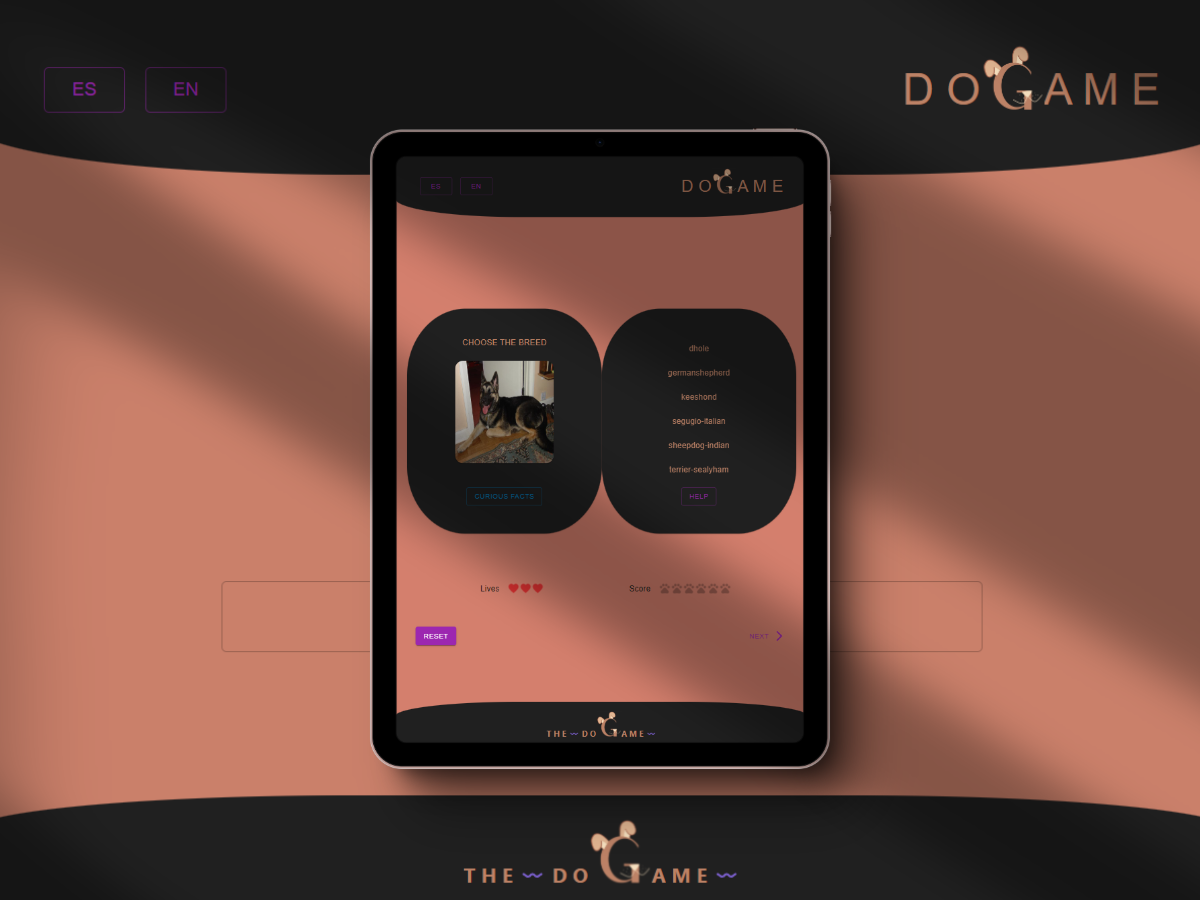 ES EN
DOGAME
ES EN
DOGAME
CHOOSE THE BREED
CURIOUS FACTS
dhole
germanshepherd
keeshond
segugio-italian
sheepdog-indian
terrier-sealyham
HELP
Lives
Score
RESET
NEXT
THE DOGAME
THE DOGAME